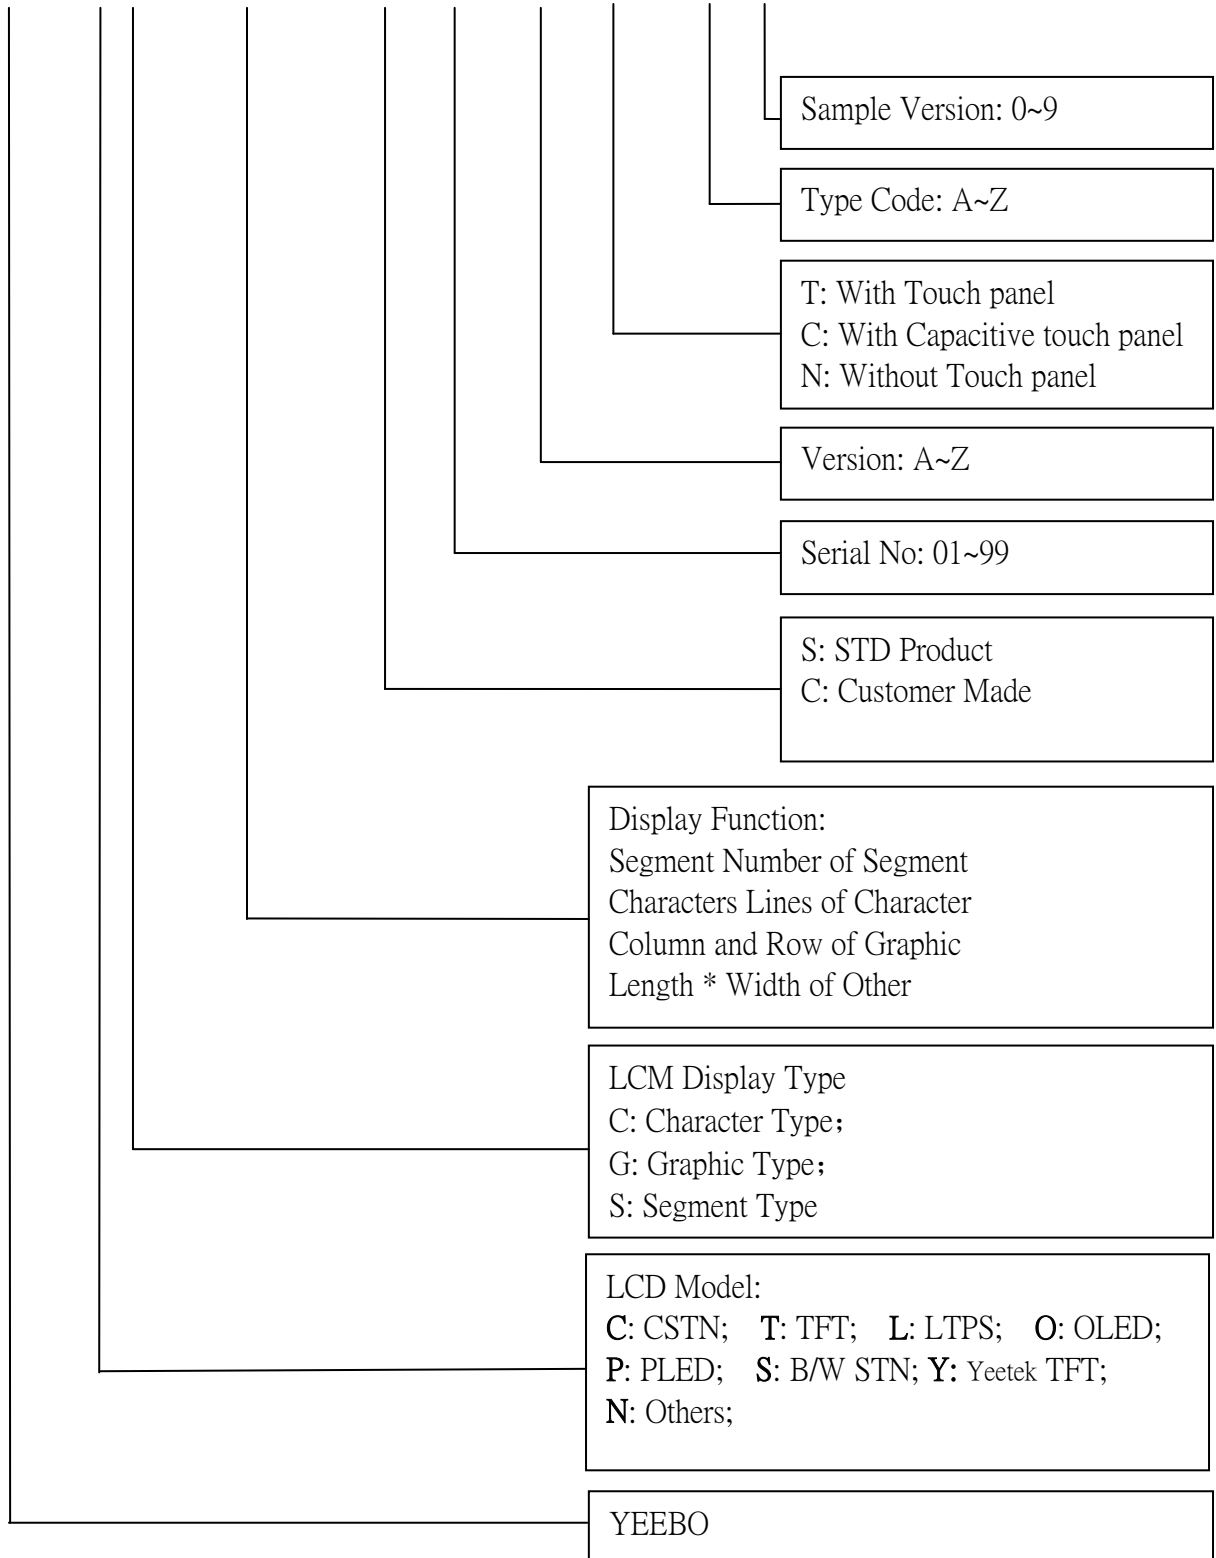 Sample Version: 0~9
Type Code: A~Z
T: With Touch panel
C: With Capacitive touch panel
N: Without Touch panel
Version: A~Z
Serial No: 01~99
S: STD Product
C: Customer Made
Display Function:
Segment Number of Segment
Characters Lines of Character
Column and Row of Graphic
Length * Width of Other
LCM Display Type
C: Character Type；
G: Graphic Type；
S: Segment Type
LCD Model:
C: CSTN; T: TFT; L: LTPS; O: OLED;
P: PLED; S: B/W STN; Y: Yeetek TFT;
N: Others;
YEEBO